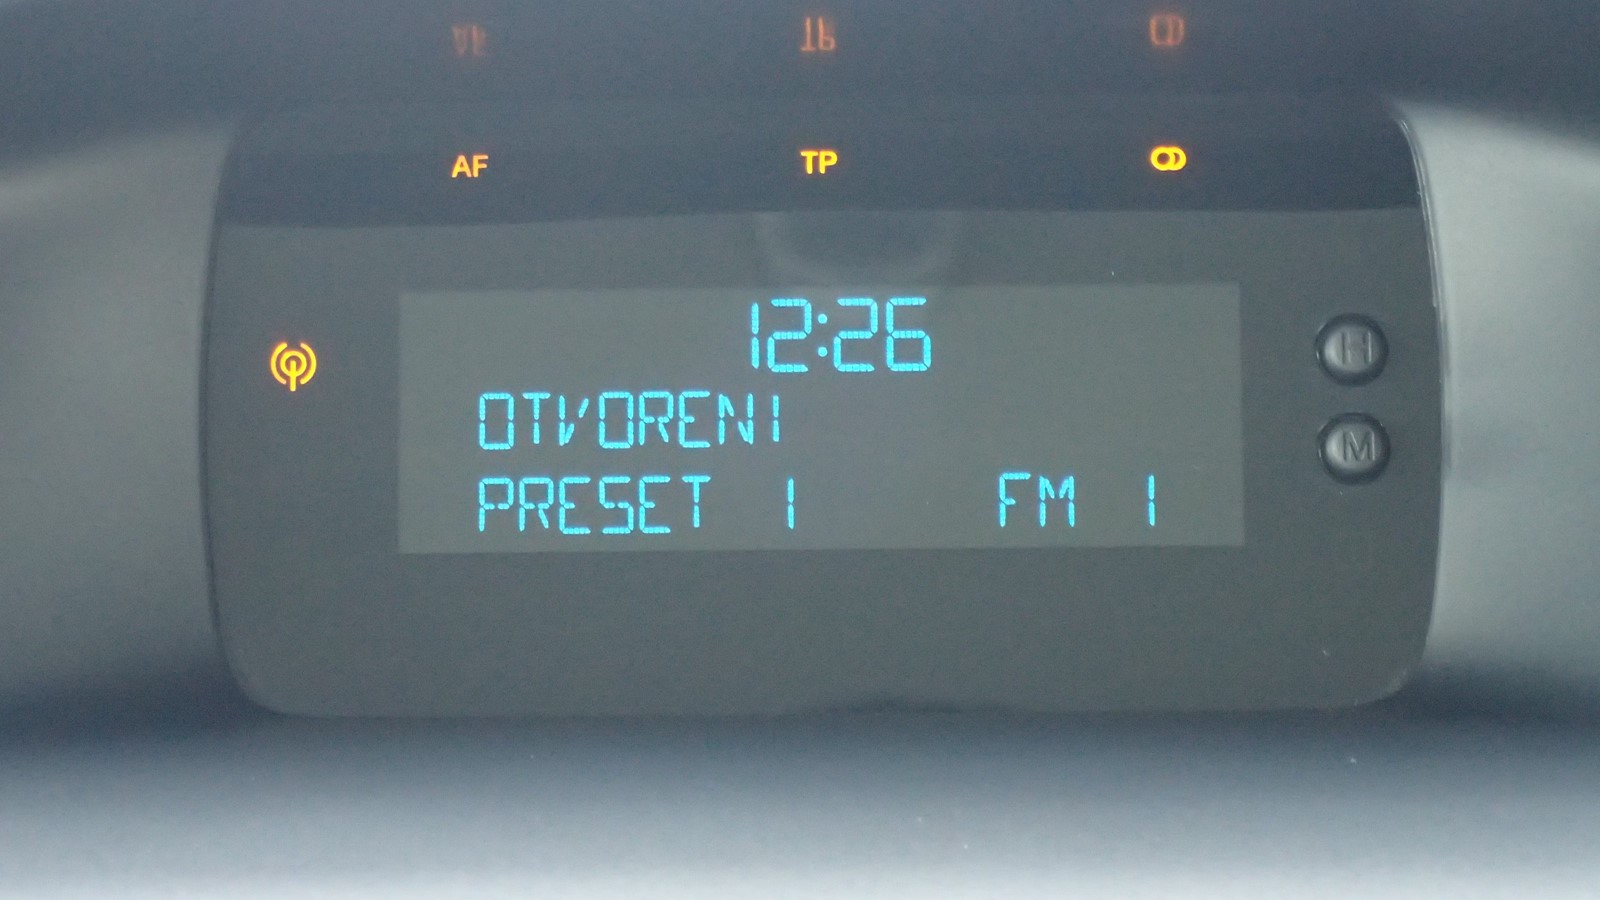 AF TP
12:26
OTVORENI
PRESET 1 FM 1
H
M